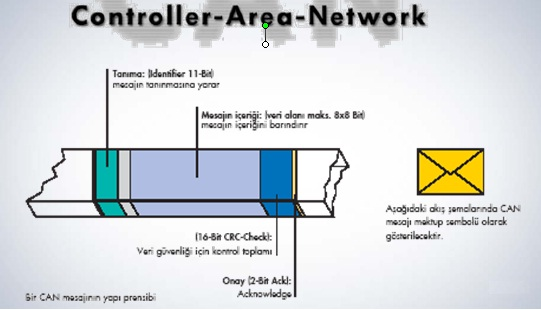 Controller-Area-Network
Tanıma: (Identifier 11-Bit)
mesajın tanınmasına yarar
Mesajın içeriği: (veri alanı maks. 8x8 Bit)
mesajın içeriğini barındırır
Aşağıdaki akış şemalarında CAN
mesajı mektup sembolü olarak
gösterilecektir.
(16-Bit CRC-Check):
Veri güvenliği için kontrol toplamı
Onay (2-Bit Ack):
Acknowledge
Bir CAN mesajının yapı prensibi